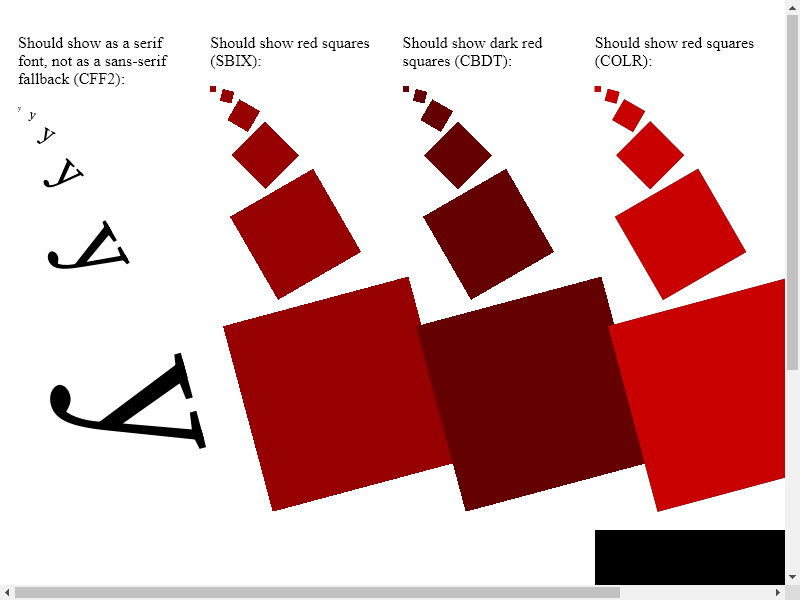 Should show as a serif
font, not as a sans-serif
fallback (CFF2):
y
y
y
y
y
y
Should show red squares
(SBIX):
Should show dark red
squares (CBDT):
Should show red squares
(COLR):